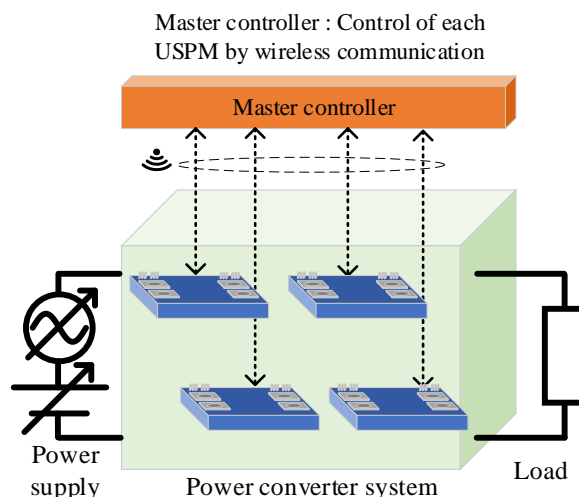 Master controller : Control of each
USPM by wireless communication
Master controller
Power
supply
Power converter system
Load